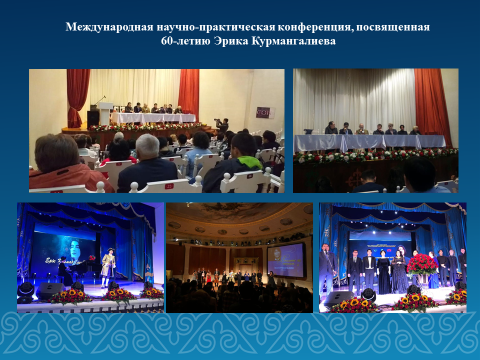 Международная научно-практическая конференция, посвященная
60-летию Эрика Курмангалиева